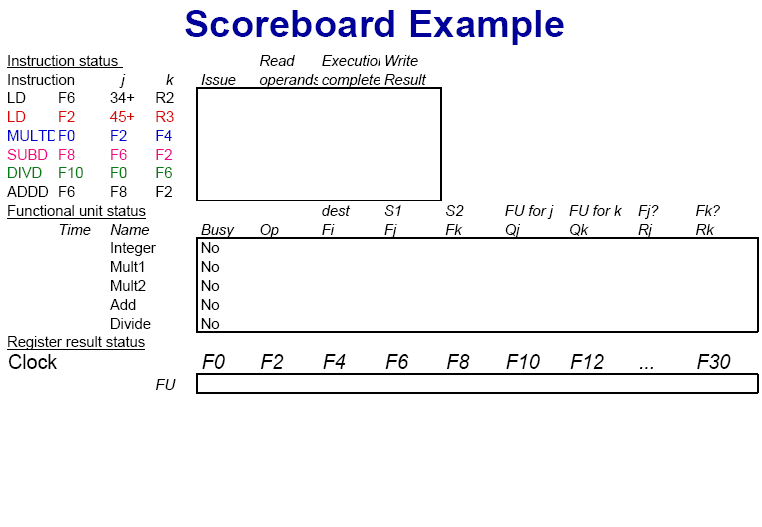 Scoreboard Example
Instruction status Read Executioı Write
Instruction j k Issue operands complete Result
LD F6 34+ R2
LD F2 45+ R3
MULTD F0 F2 F4
SUBD F8 F6 F2
DIVD F10 F0 F6
ADDD F6 F8 F2
Functional unit status dest S1 S2 FU for j FU for k Fj? Fk?
Time Name Busy Op Fi Fj Fk Qj Qk Rj Rk
Integer No
Mult1 No
Mult2 No
Add No
Divide No
Register result status
Clock F0 F2 F4 F6 F8 F10 F12 ... F30
FU